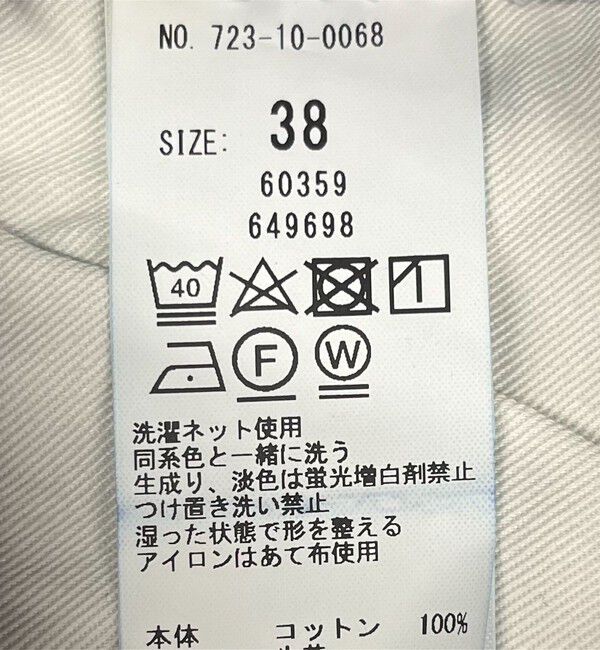 NO. 723-10-0068
SIZE: 38
60359
649698
40
F W
洗濯ネット使用
同系色と一緒に洗う
生成り、淡色は蛍光増白剤禁止
つけ置き洗い禁止
湿った状態で形を整える
アイロンはあて布使用
本体 コットン 100%